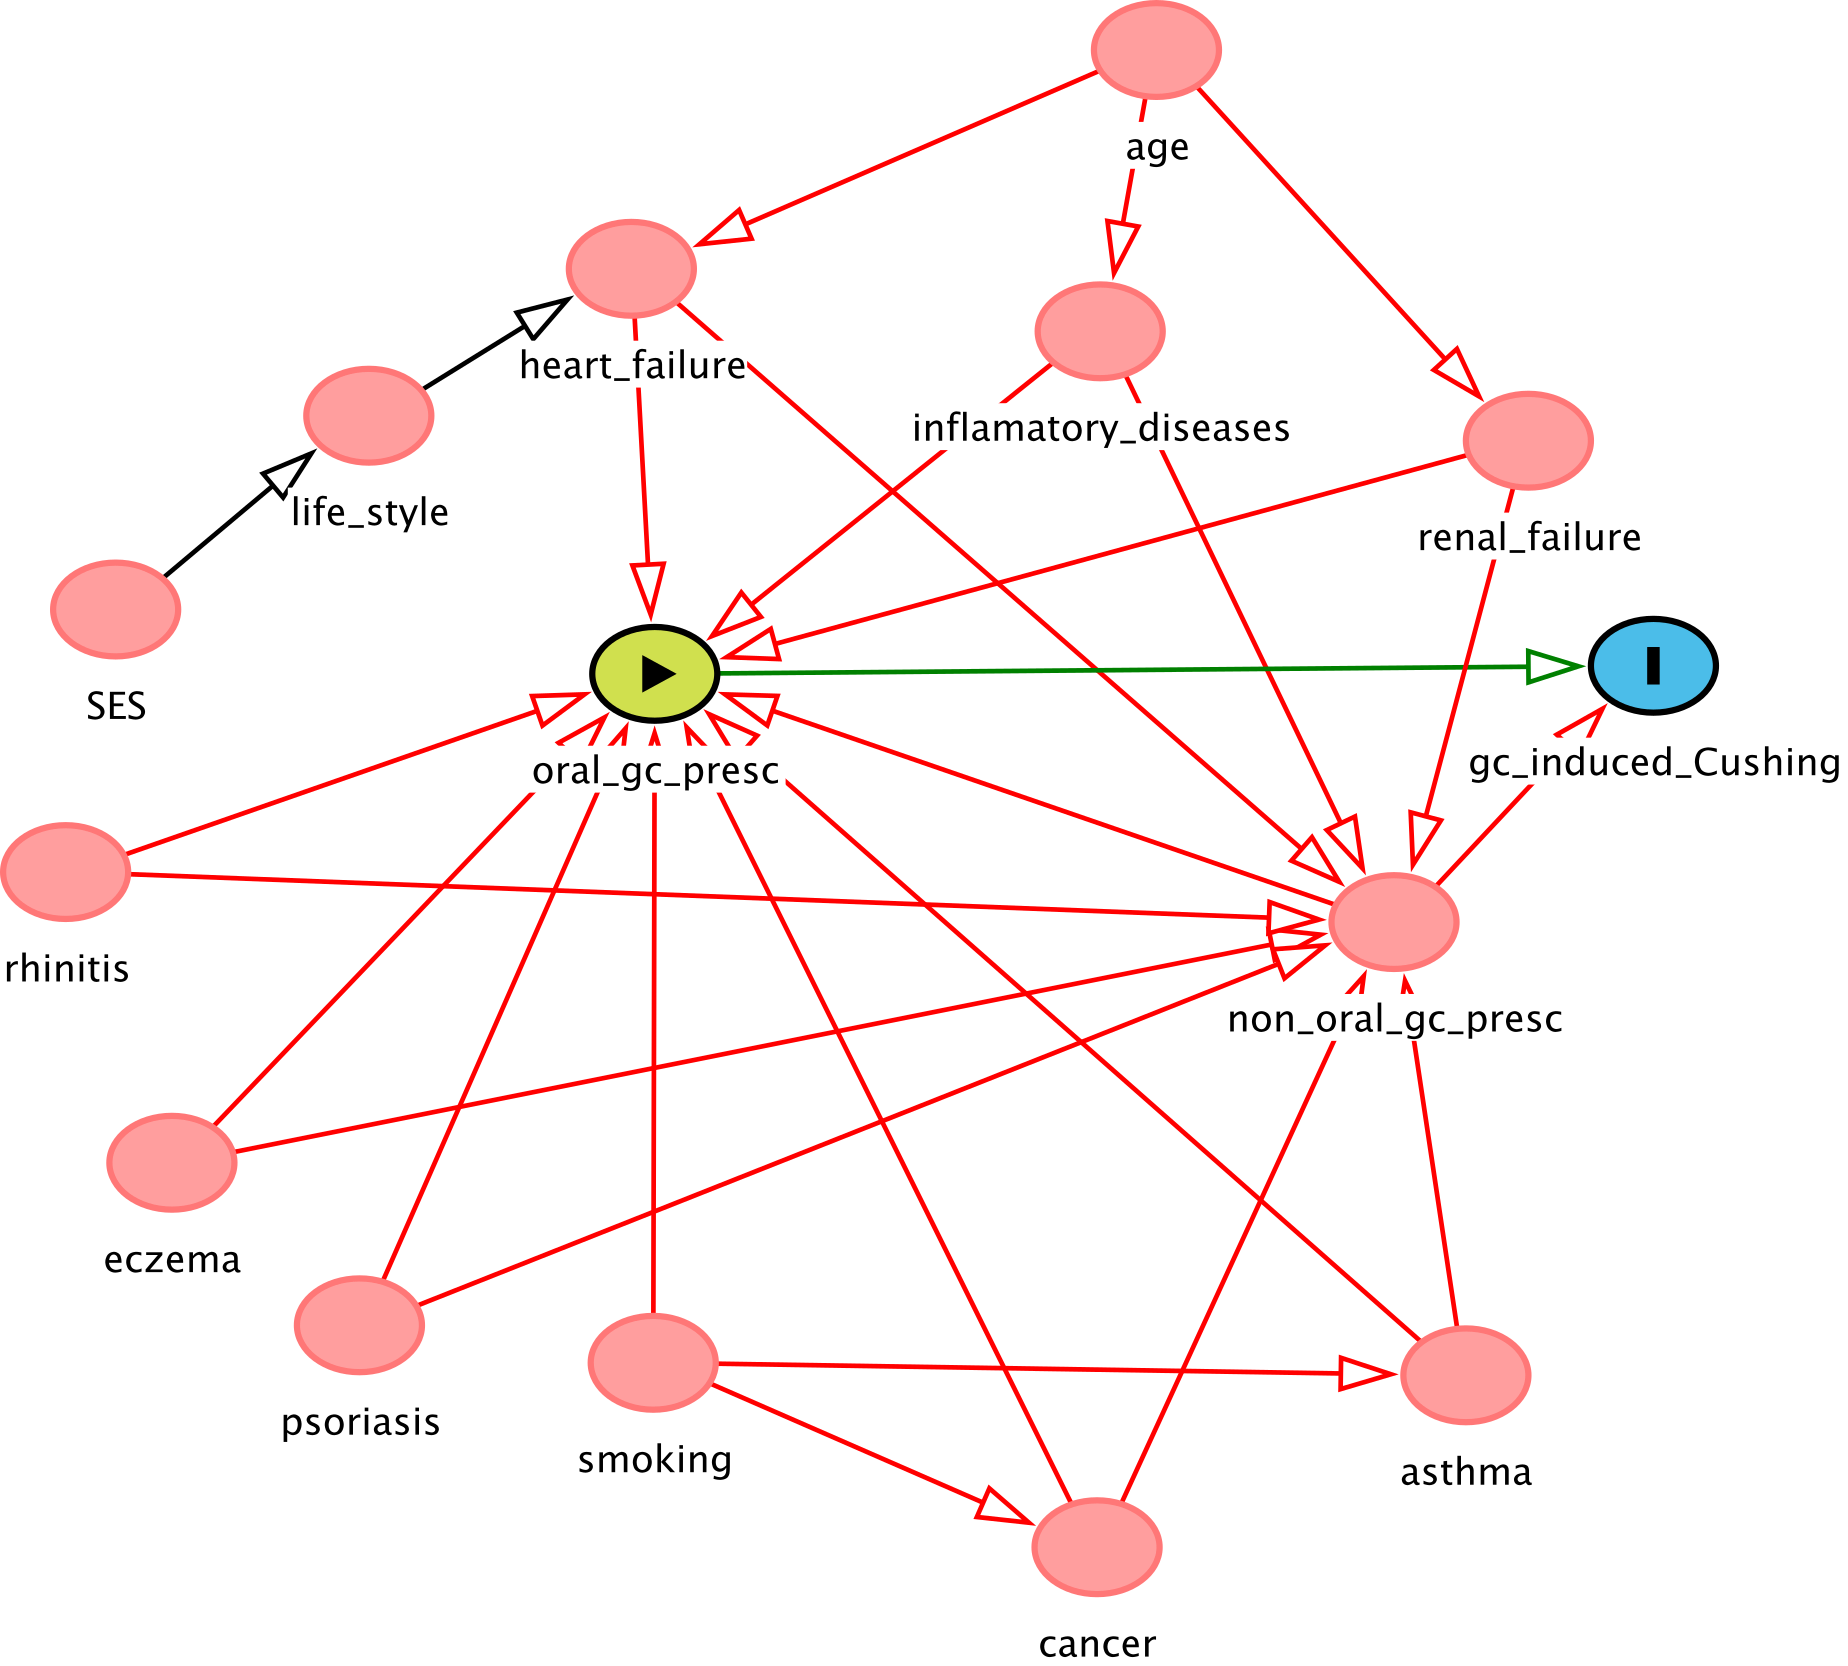 age
heart_failure
inflamatory_diseases
life_style
renal_failure
SES
gc_induced_Cushing
oral_gc_presc
rhinitis
non_oral_gc_presc
eczema
psoriasis
smoking
asthma
cancer